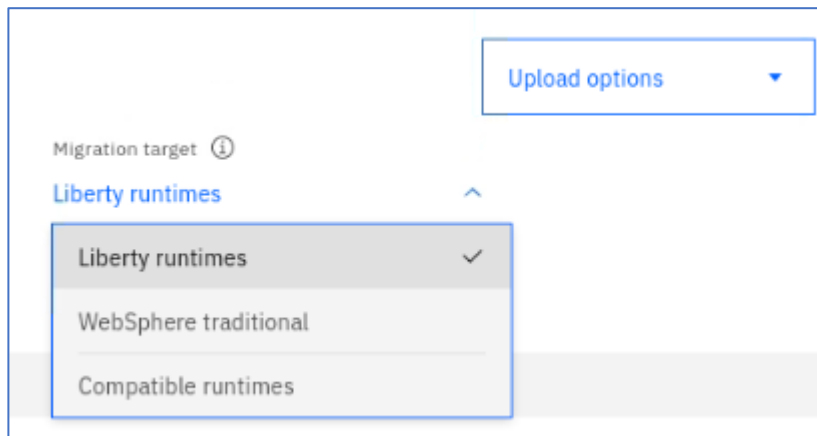 Upload options
Migration target
Liberty runtimes
Liberty runtimes
WebSphere traditional
Compatible runtimes